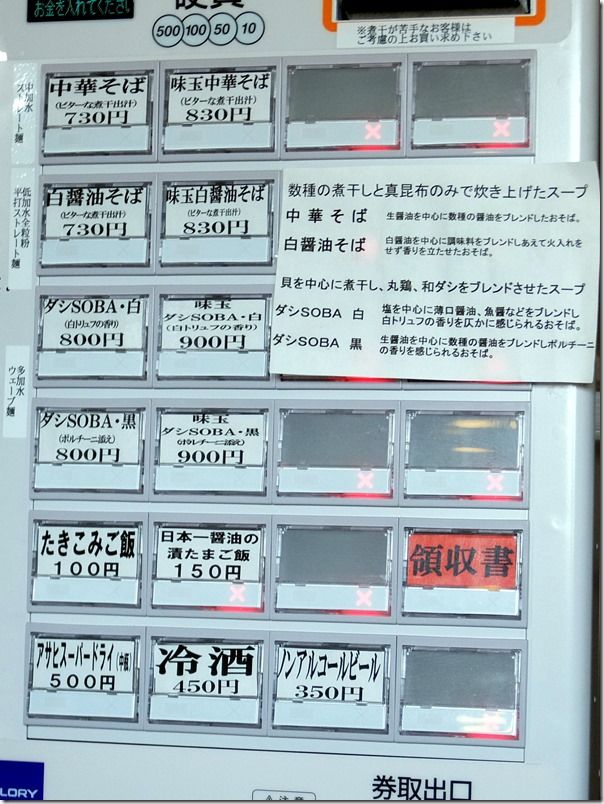 お金を入れてください
硬貨
500 100 50 10
※煮干が苦手なお客様は
ご考慮の上お買い求め下さい
中加水
ストレート麺
中華そば
(ビターな煮干出汁)
730円
味玉中華そば
(ビターな煮干出汁)
830円
低加水全粒粉
平打ストレート麺
白醤油そば
(ビターな煮干出汁)
730円
味玉白醤油そば
(ビターな煮干出汁)
830円
数種の煮干しと真昆布のみで炊き上げたスープ
中華そば 生醤油を中心に数種の醤油をブレンドしたおそば。
白醤油そば 白醤油を中心に調味料をブレンドしあえて火入れを
せず香りを立たせたおそば。
貝を中心に煮干し、丸鶏、和ダシをブレンドさせたスープ
ダシSOBA 白 塩を中心に薄口醤油、魚醤などをブレンドし
白トリュフの香りを仄かに感じられるおそば。
ダシSOBA 黒 生醤油を中心に数種の醤油をブレンドしポルチーニ
の香りを感じられるおそば。
ダシSOBA・白
(白トリュフの香り)
800円
味玉
ダシSOBA・白
(白トリュフの香り)
900円
多加水
ウェーブ麺
ダシSOBA・黒
(ポルチーニ添え)
800円
味玉
ダシSOBA・黒
(ポルチーニ添え)
900円
たきこみご飯
100円
日本一醤油の
漬たまご飯
150円
領収書
アサヒスーパードライ(中瓶)
500円
冷酒
450円
ノンアルコールビール
350円
LORY
注意
券取出口